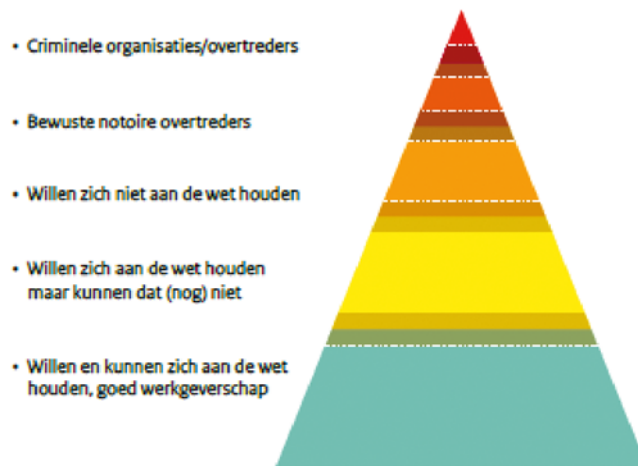 • Criminele organisaties/overtreders
• Bewuste notoire overtreders
• Willen zich niet aan de wet houden
• Willen zich aan de wet houden
maar kunnen dat (nog) niet
• Willen en kunnen zich aan de wet
houden, goed werkgeverschap